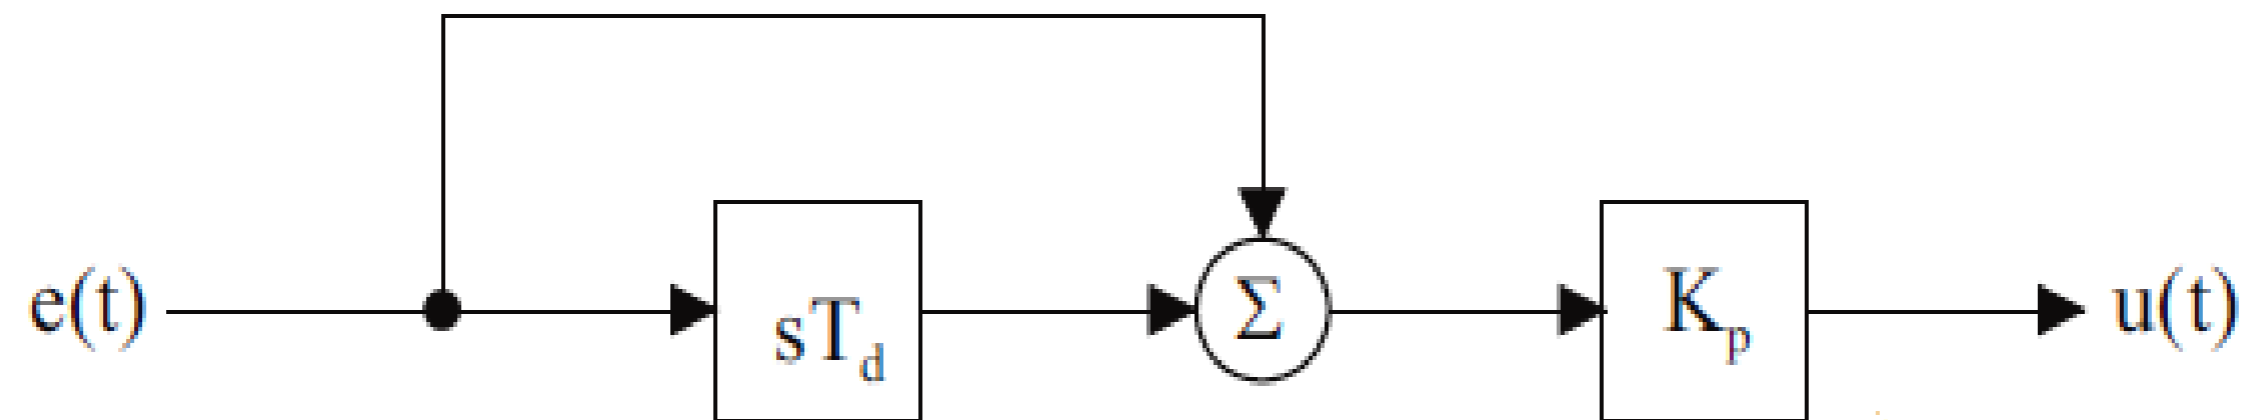 e(t)
sT_d
Σ
K_p
u(t)